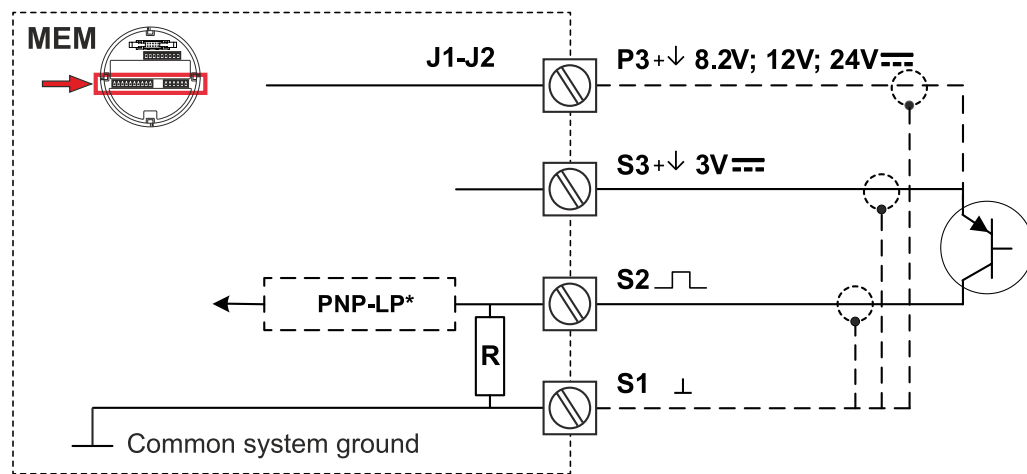 MEM
J1-J2
P3 + ↓ 8.2V; 12V; 24V
S3 + ↓ 3V
S2
PNP-LP*
R
S1
Common system ground